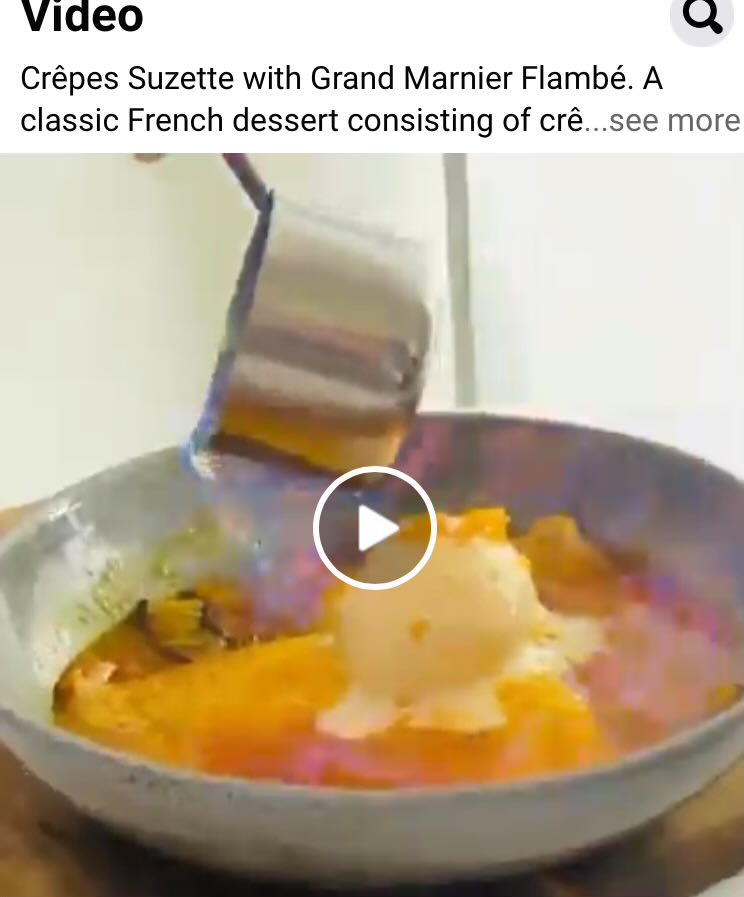 Video
Crêpes Suzette with Grand Marnier Flambé. A
classic French dessert consisting of crê...see more